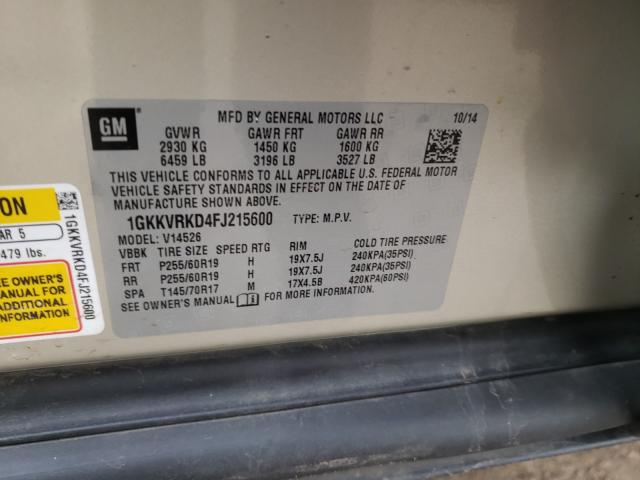 GM
MFD BY GENERAL MOTORS LLC 10/14
GVWR GAWR FRT GAWR RR
2930 KG 1450 KG 1600 KG
6459 LB 3196 LB 3527 LB
THIS VEHICLE CONFORMS TO ALL APPLICABLE U.S. FEDERAL MOTOR
VEHICLE SAFETY STANDARDS IN EFFECT ON THE DATE OF
MANUFACTURE SHOWN ABOVE.
1GKKVRKD4FJ215600 TYPE: M.P.V.
MODEL: V14526
VBBK TIRE SIZE SPEED RTG RIM COLD TIRE PRESSURE
FRT P255/60R19 H 19X7.5J 240KPA(35PSI)
RR P255/60R19 H 19X7.5J 240KPA(35PSI)
SPA T145/70R17 M 17X4.5B 420KPA(60PSI)
SEE OWNER'S MANUAL FOR MORE INFORMATION.
ON
AR 5
479 lbs.
SEE OWNER'S
MANUAL FOR
ADDITIONAL
INFORMATION
1GKKVRKD4FJ215600